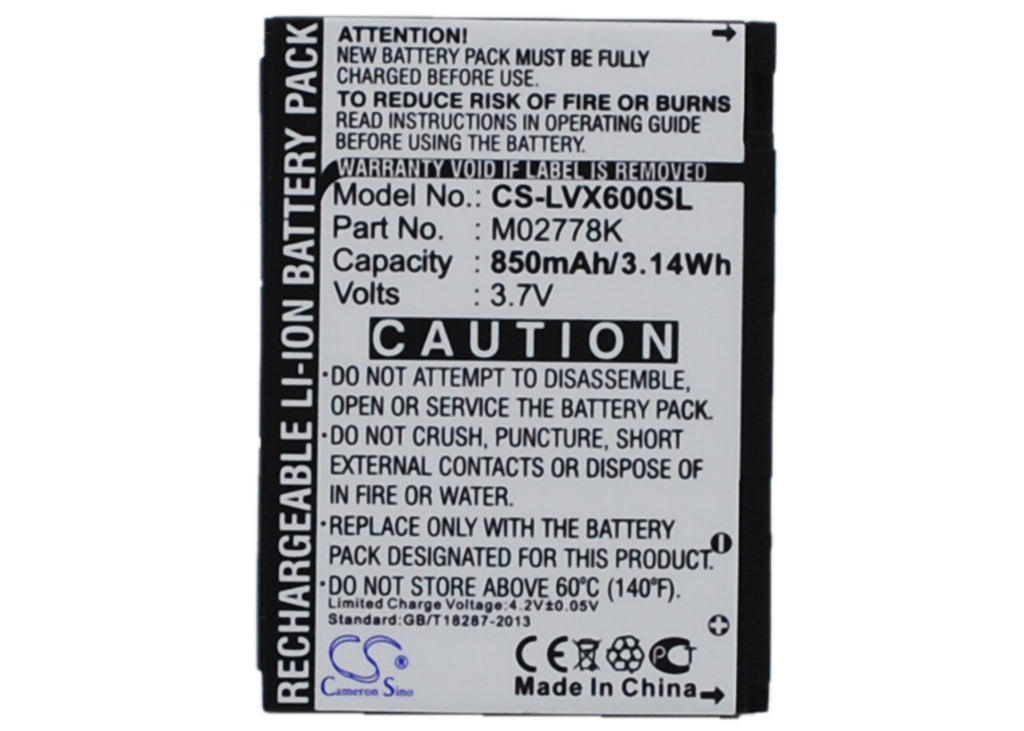 RECHARGEABLE LI-ION BATTERY PACK
ATTENTION!
NEW BATTERY PACK MUST BE FULLY
CHARGED BEFORE USE.
TO REDUCE RISK OF FIRE OR BURNS
READ INSTRUCTIONS IN OPERATING GUIDE
BEFORE USING THE BATTERY.
WARRANTY VOID IF LABEL IS REMOVED
Model No.: CS-LVX600SL
Part No. : M02778K
Capacity : 850mAh/3.14Wh
Volts : 3.7V
CAUTION
·DO NOT ATTEMPT TO DISASSEMBLE,
OPEN OR SERVICE THE BATTERY PACK.
·DO NOT CRUSH, PUNCTURE, SHORT
EXTERNAL CONTACTS OR DISPOSE OF
IN FIRE OR WATER.
·REPLACE ONLY WITH THE BATTERY
PACK DESIGNATED FOR THIS PRODUCT.
·DO NOT STORE ABOVE 60°C (140°F).
Limited Charge Voltage:4.2V±0.05V
Standard:GB/T18287-2013
CS®
Cameron Sino
CE
Made In China